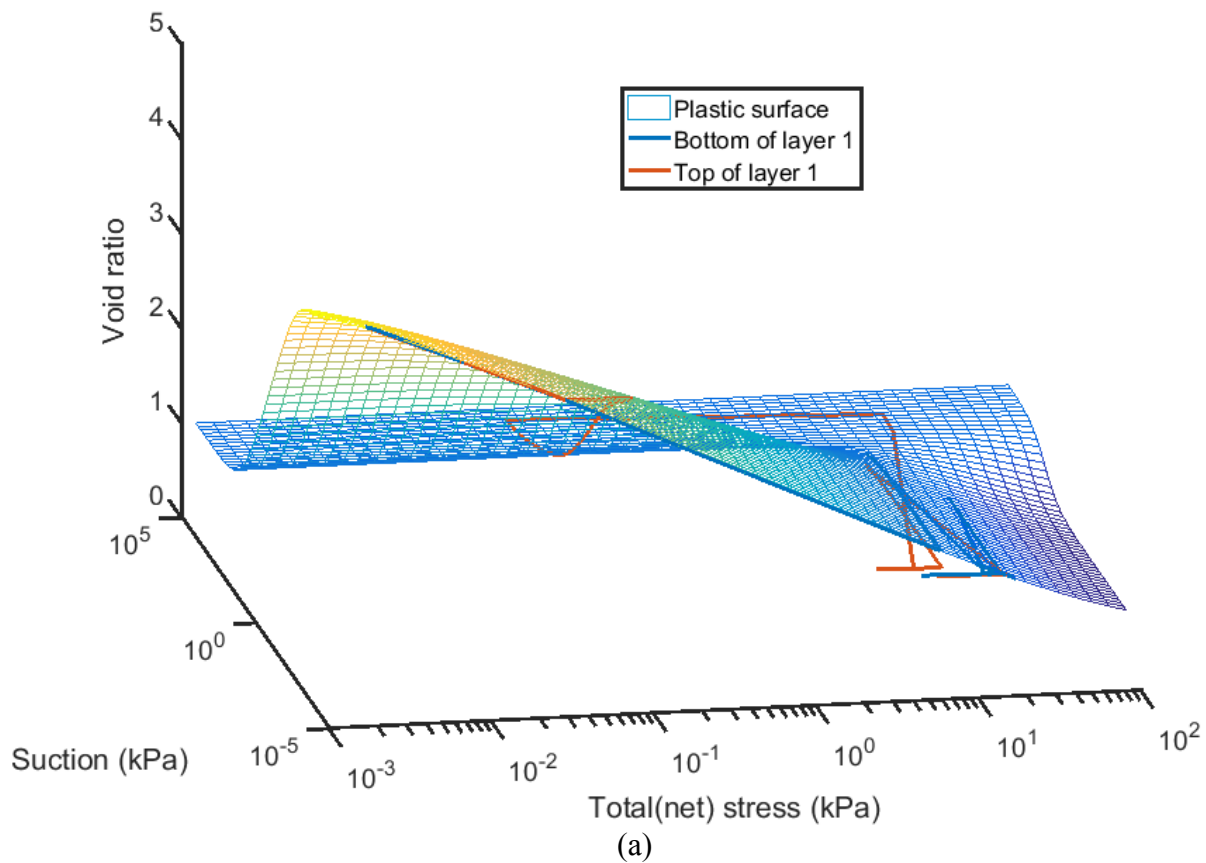 5
4
3
2
1
0
Void ratio
Plastic surface
Bottom of layer 1
Top of layer 1
10^5
10^0
10^-5
Suction (kPa)
10^-3
10^-2
10^-1
10^0
10^1
10^2
Total(net) stress (kPa)
(a)